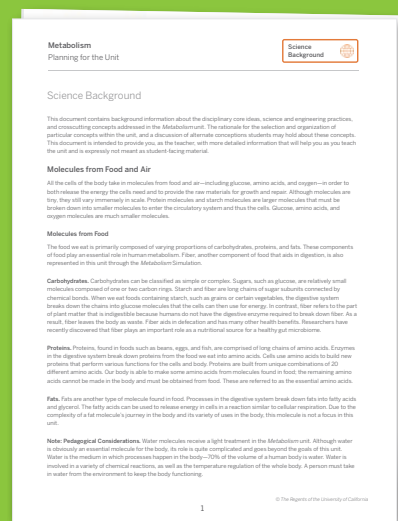 Metabolism
Planning for the Unit
Science
Background
Science Background
This document contains background information about the disciplinary core ideas, science and engineering practices,
and crosscutting concepts addressed in the Metabolism unit. The rationale for the selection and organization of
particular concepts within the unit, and a discussion of alternate conceptions students may hold about these concepts.
This document is intended to provide you, as the teacher, with more detailed information that will help you as you teach
the unit and is expressly not meant as student-facing material.
Molecules from Food and Air
All the cells of the body take in molecules from food and air—including glucose, amino acids, and oxygen—in order to
both release the energy the cells need and to provide the raw materials for growth and repair. Although molecules are
tiny, they still vary immensely in scale. Protein molecules and starch molecules are larger molecules that must be
broken down into smaller molecules to enter the circulatory system and thus the cells. Glucose, amino acids, and
oxygen molecules are much smaller molecules.
Molecules from Food
The food we eat is primarily composed of varying proportions of carbohydrates, proteins, and fats. These components
of food play an essential role in human metabolism. Fiber, another component of food that aids in digestion, is also
represented in this unit through the Metabolism Simulation.
Carbohydrates. Carbohydrates can be classified as simple or complex. Sugars, such as glucose, are relatively small
molecules composed of one or two carbon rings. Starch and fiber are long chains of sugar subunits connected by
chemical bonds. When we eat foods containing starch, such as grains or certain vegetables, the digestive system
breaks down the chains into glucose molecules that the cells can then use for energy. In contrast, fiber refers to the part
of plant matter that is indigestible because humans do not have the digestive enzyme required to break down fiber. As a
result, fiber leaves the body as waste. Fiber aids in defecation and has many other health benefits. Researchers have
recently discovered that fiber plays an important role as a nutritional source for a healthy gut microbiome.
Proteins. Proteins, found in foods such as beans, eggs, and fish, are comprised of long chains of amino acids. Enzymes
in the digestive system break down proteins from the food we eat into amino acids. Cells use amino acids to build new
proteins that perform various functions for the cells and body. Proteins are built from unique combinations of 20
different amino acids. Our body is able to make some amino acids from molecules found in food; the remaining amino
acids cannot be made in the body and must be obtained from food. These are referred to as the essential amino acids.
Fats. Fats are another type of molecule found in food. Processes in the digestive system break down fats into fatty acids
and glycerol. The fatty acids can be used to release energy in cells in a reaction similar to cellular respiration. Due to the
complexity of a fat molecule's journey in the body and its variety of uses in the body, this molecule is not a focus in this
unit.
Note: Pedagogical Considerations. Water molecules receive a light treatment in the Metabolism unit. Although water
is obviously an essential molecule for the body, its role is quite complicated and goes beyond the goals of this unit.
Water is the medium in which processes happen in the body—70% of the volume of a human body is water. Water is
involved in a variety of chemical reactions, as well as the temperature regulation of the whole body. A person must take
in water from the environment to keep the body functioning.
© The Regents of the University of California
1